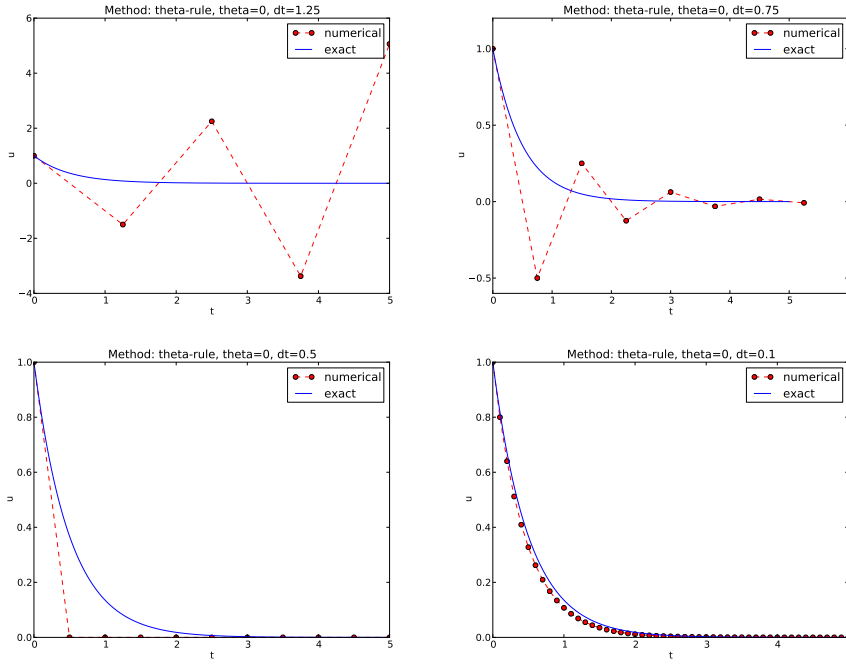 Method: theta-rule, theta=0, dt=1.25
numerical
exact
6
4
2
0
−2
−4
0 1 2 3 4 5
u
t
Method: theta-rule, theta=0, dt=0.75
numerical
exact
1.0
0.5
0.0
−0.5
0 1 2 3 4 5
u
t
Method: theta-rule, theta=0, dt=0.5
numerical
exact
1.0
0.8
0.6
0.4
0.2
0.0
0 1 2 3 4 5
u
t
Method: theta-rule, theta=0, dt=0.1
numerical
exact
1.0
0.8
0.6
0.4
0.2
0.0
0 1 2 3 4
u
t